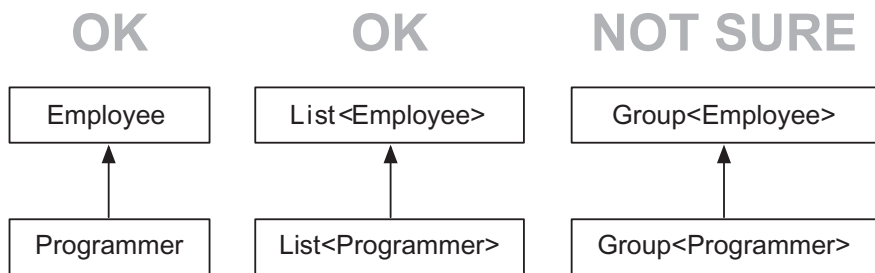 OK OK NOT SURE
Employee List<Employee> Group<Employee>
Programmer List<Programmer> Group<Programmer>